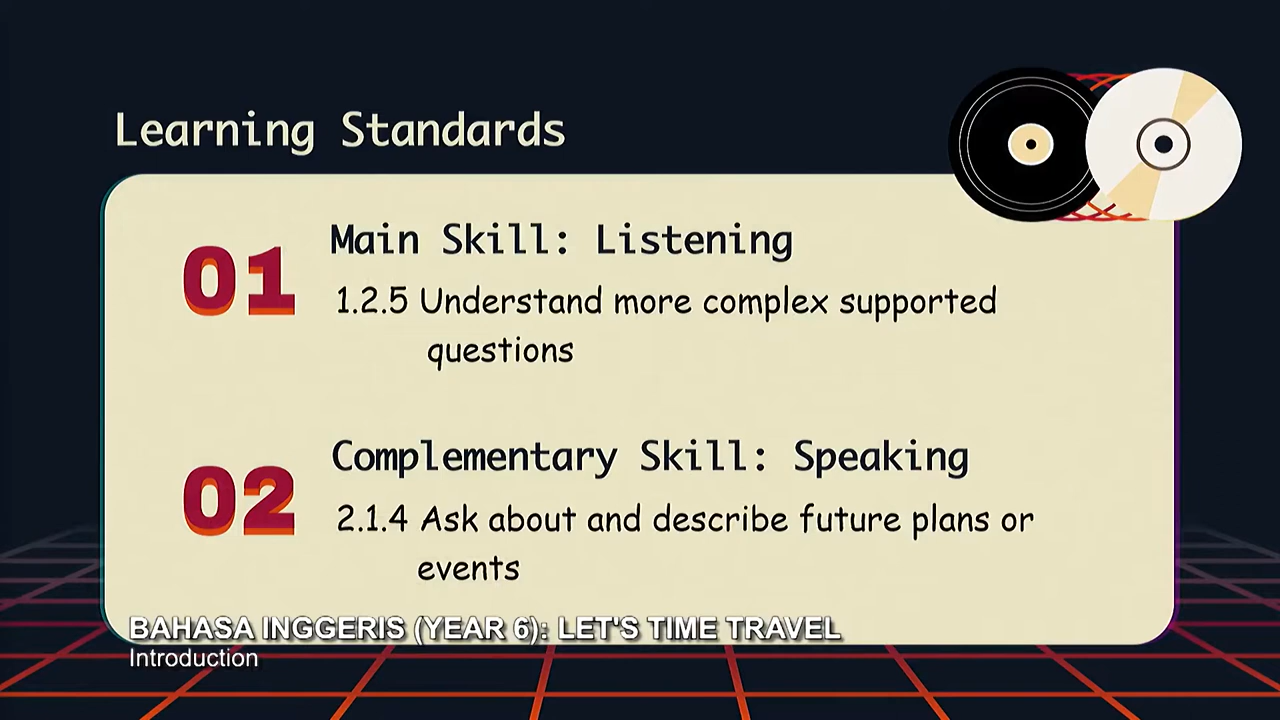 Learning Standards
01
Main Skill: Listening
1.2.5 Understand more complex supported
questions
02
Complementary Skill: Speaking
2.1.4 Ask about and describe future plans or
events
BAHASA INGGERIS (YEAR 6): LET'S TIME TRAVEL
Introduction